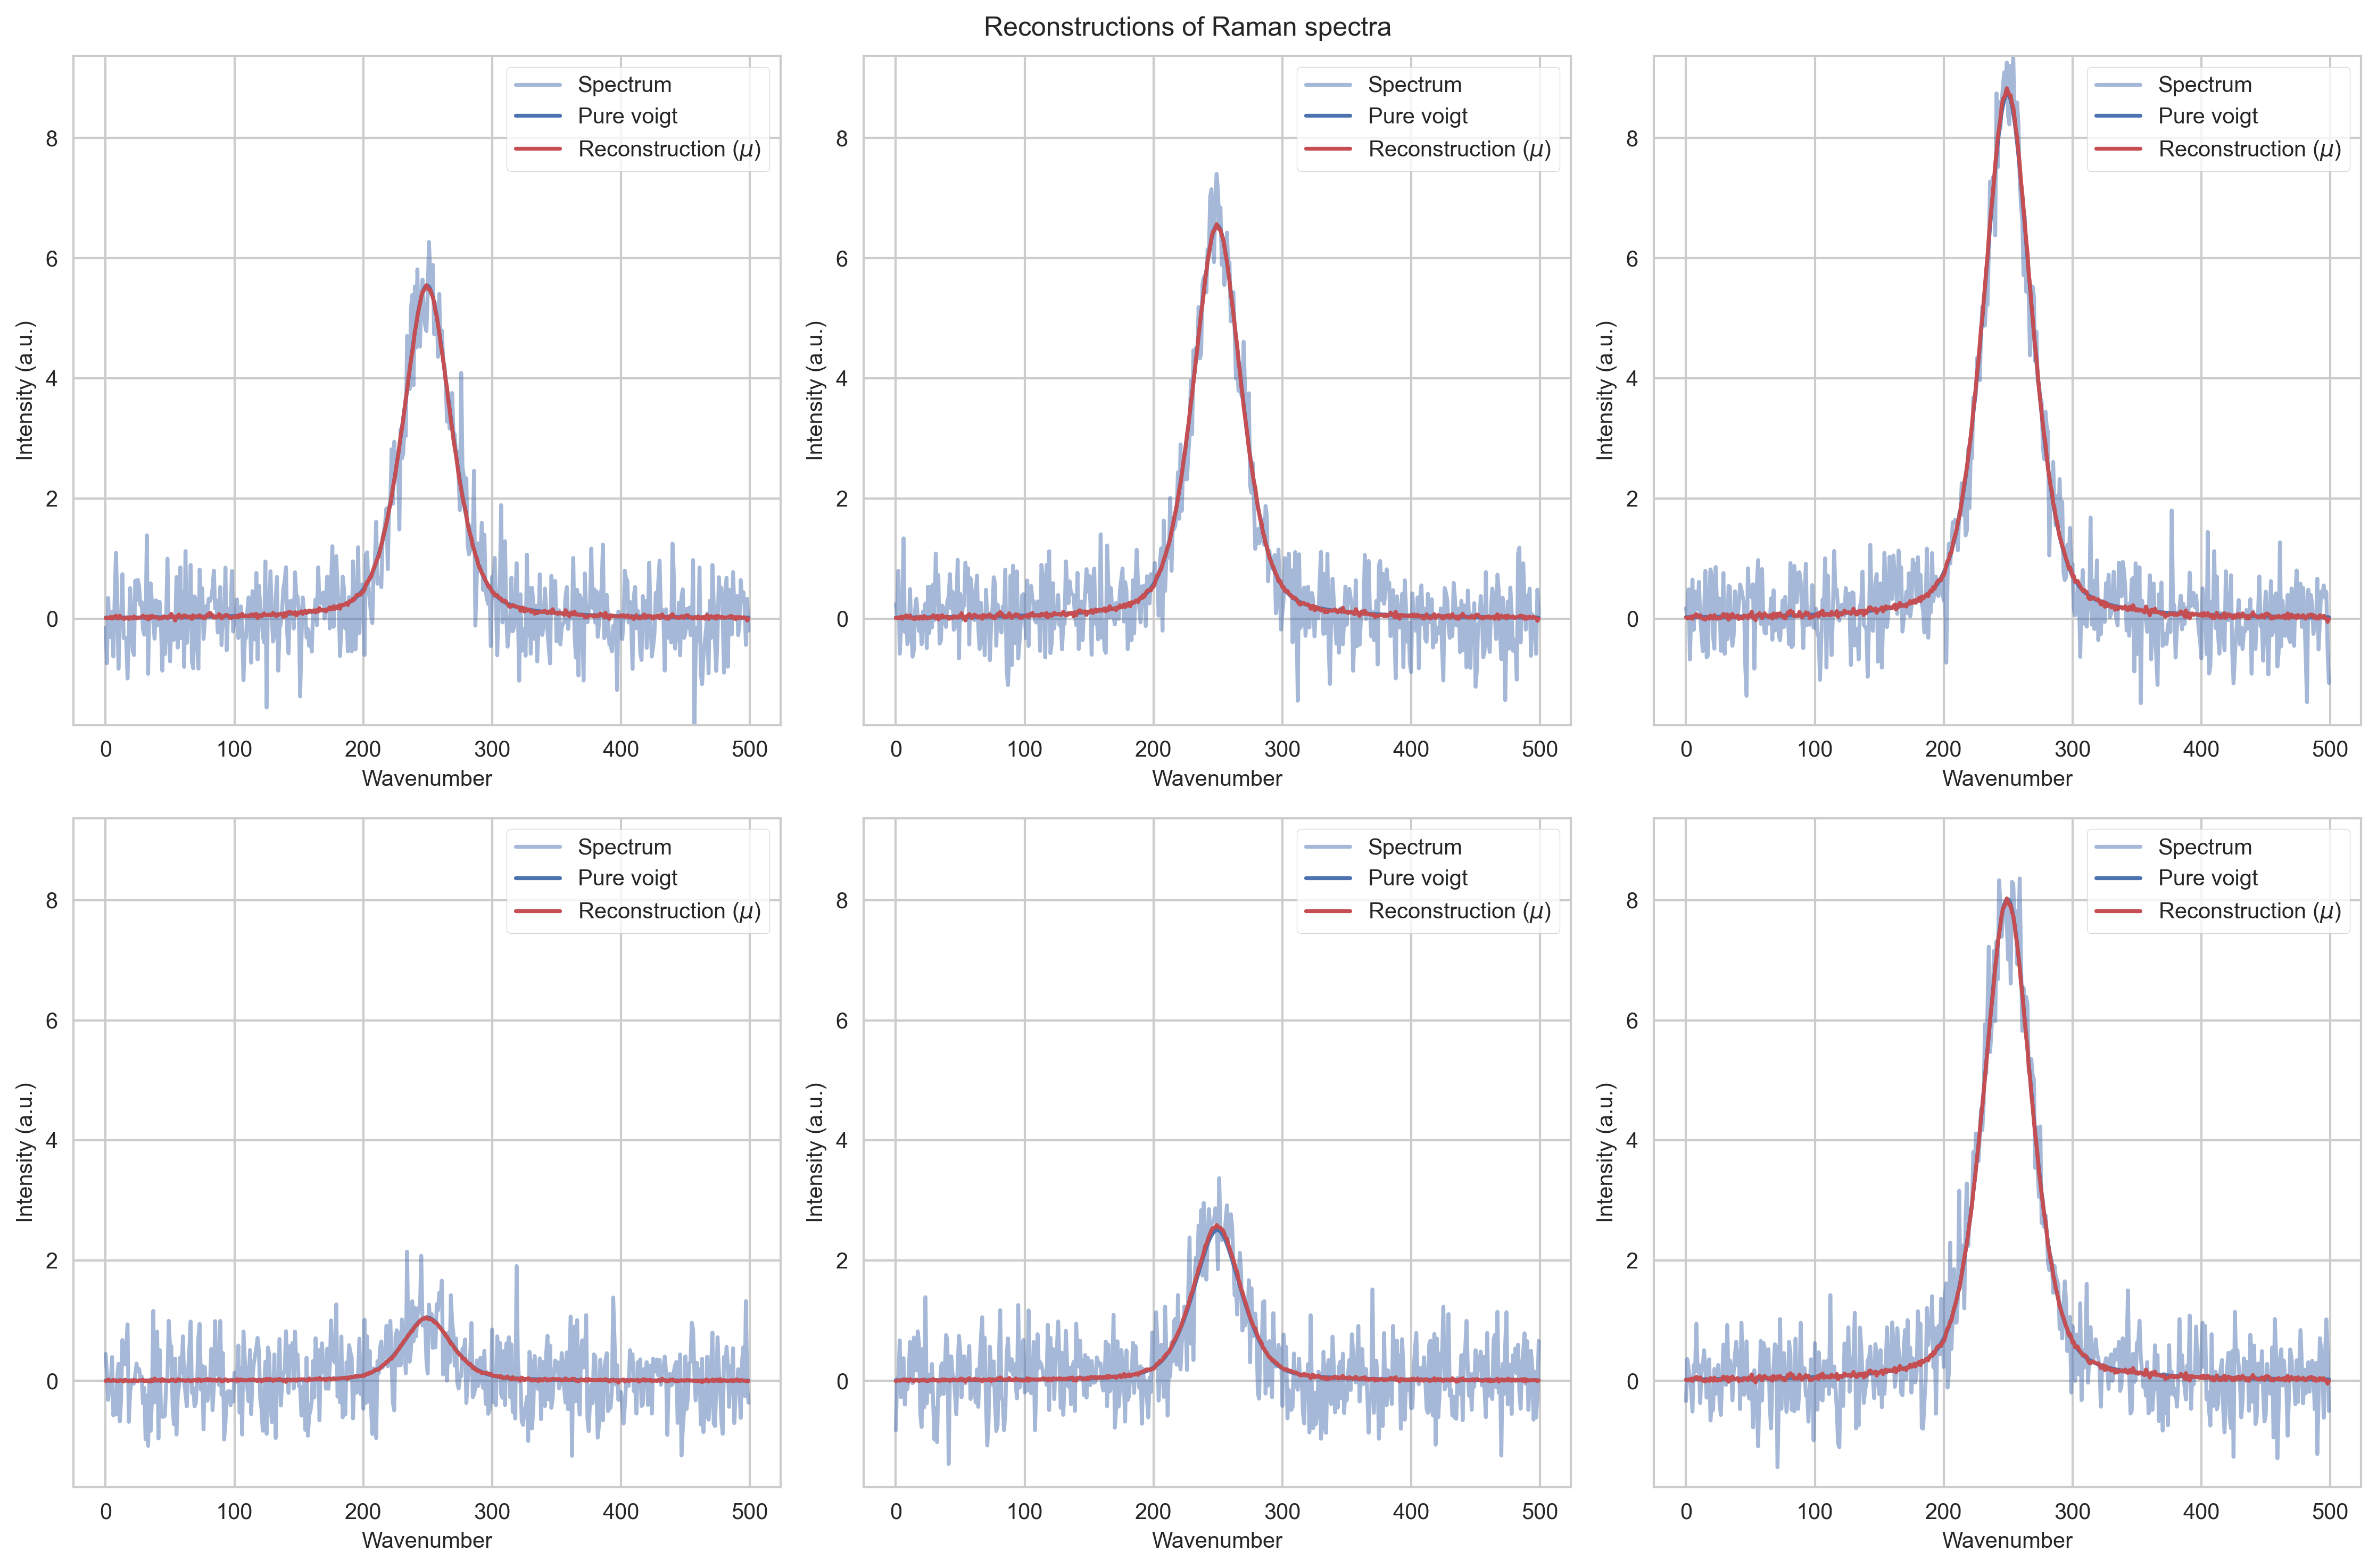 Reconstructions of Raman spectra
Spectrum
Pure voigt
Reconstruction (μ)
8
6
4
2
0
Intensity (a.u.)
0 100 200 300 400 500
Wavenumber
Spectrum
Pure voigt
Reconstruction (μ)
8
6
4
2
0
Intensity (a.u.)
0 100 200 300 400 500
Wavenumber
Spectrum
Pure voigt
Reconstruction (μ)
8
6
4
2
0
Intensity (a.u.)
0 100 200 300 400 500
Wavenumber
Spectrum
Pure voigt
Reconstruction (μ)
8
6
4
2
0
Intensity (a.u.)
0 100 200 300 400 500
Wavenumber
Spectrum
Pure voigt
Reconstruction (μ)
8
6
4
2
0
Intensity (a.u.)
0 100 200 300 400 500
Wavenumber
Spectrum
Pure voigt
Reconstruction (μ)
8
6
4
2
0
Intensity (a.u.)
0 100 200 300 400 500
Wavenumber